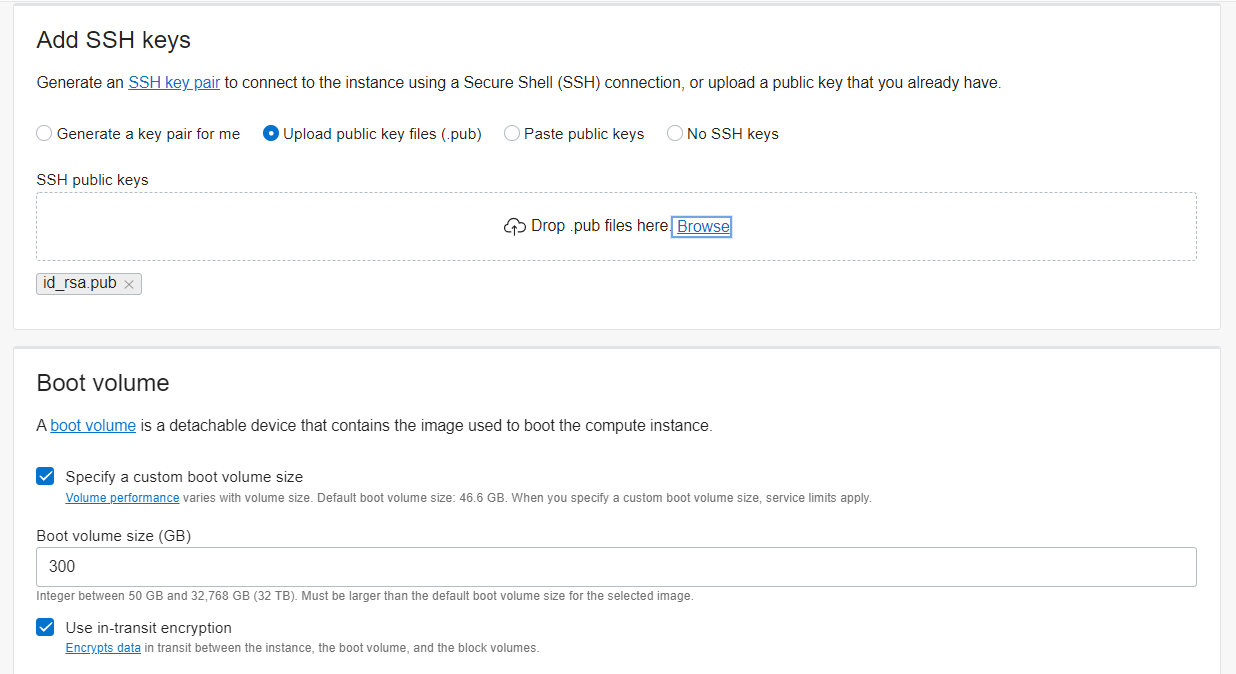 Add SSH keys
Generate an SSH key pair to connect to the instance using a Secure Shell (SSH) connection, or upload a public key that you already have.
Generate a key pair for me Upload public key files (.pub) Paste public keys No SSH keys
SSH public keys
Drop .pub files here. Browse
id_rsa.pub ×
Boot volume
A boot volume is a detachable device that contains the image used to boot the compute instance.
Specify a custom boot volume size
Volume performance varies with volume size. Default boot volume size: 46.6 GB. When you specify a custom boot volume size, service limits apply.
Boot volume size (GB)
300
Integer between 50 GB and 32,768 GB (32 TB). Must be larger than the default boot volume size for the selected image.
Use in-transit encryption
Encrypts data in transit between the instance, the boot volume, and the block volumes.